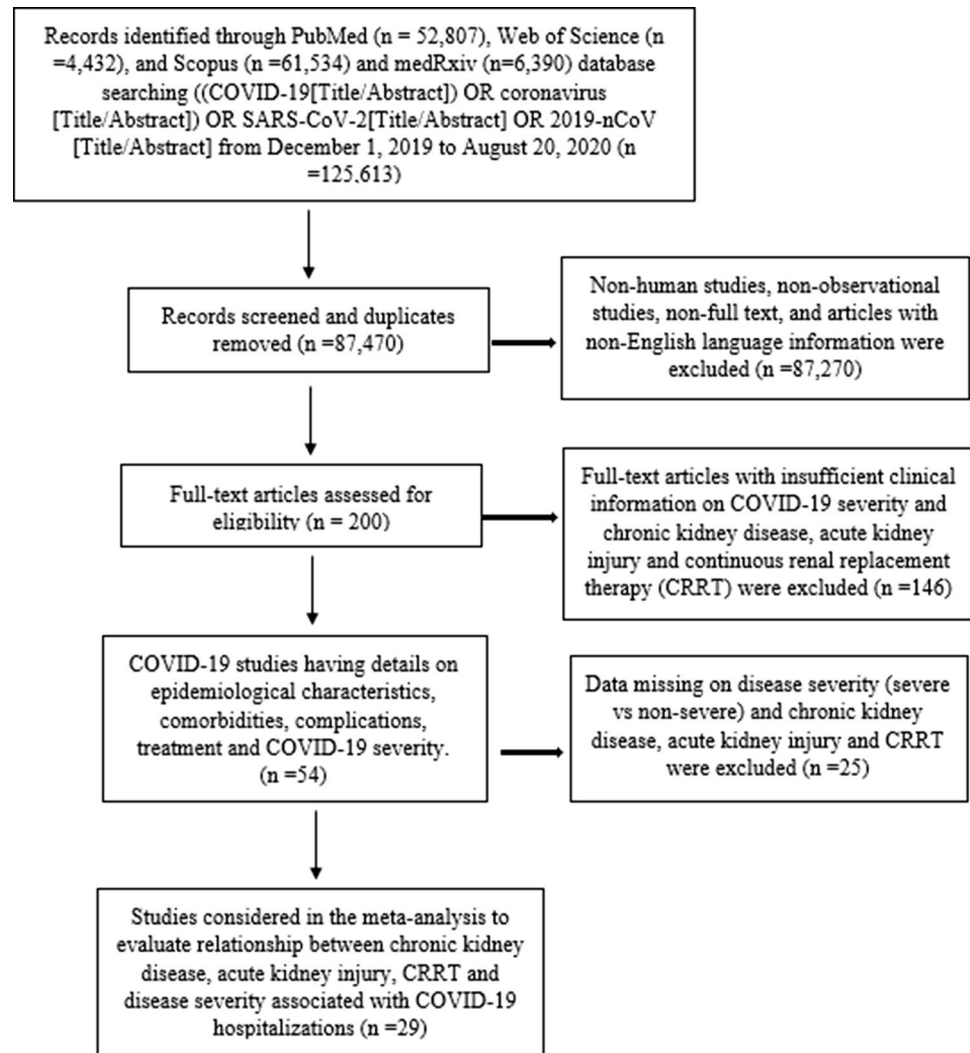 Records identified through PubMed (n = 52,807), Web of Science (n
=4,432), and Scopus (n =61,534) and medRxiv (n=6,390) database
searching ((COVID-19[Title/Abstract]) OR coronavirus
[Title/Abstract]) OR SARS-CoV-2[Title/Abstract] OR 2019-nCoV
[Title/Abstract] from December 1, 2019 to August 20, 2020 (n
=125,613)
Records screened and duplicates
removed (n =87,470)
Non-human studies, non-observational
studies, non-full text, and articles with
non-English language information were
excluded (n =87,270)
Full-text articles assessed for
eligibility (n = 200)
Full-text articles with insufficient clinical
information on COVID-19 severity and
chronic kidney disease, acute kidney
injury and continuous renal replacement
therapy (CRRT) were excluded (n =146)
COVID-19 studies having details on
epidemiological characteristics,
comorbidities, complications,
treatment and COVID-19 severity.
(n =54)
Data missing on disease severity (severe
vs non-severe) and chronic kidney
disease, acute kidney injury and CRRT
were excluded (n =25)
Studies considered in the meta-analysis to
evaluate relationship between chronic kidney
disease, acute kidney injury, CRRT and
disease severity associated with COVID-19
hospitalizations (n =29)